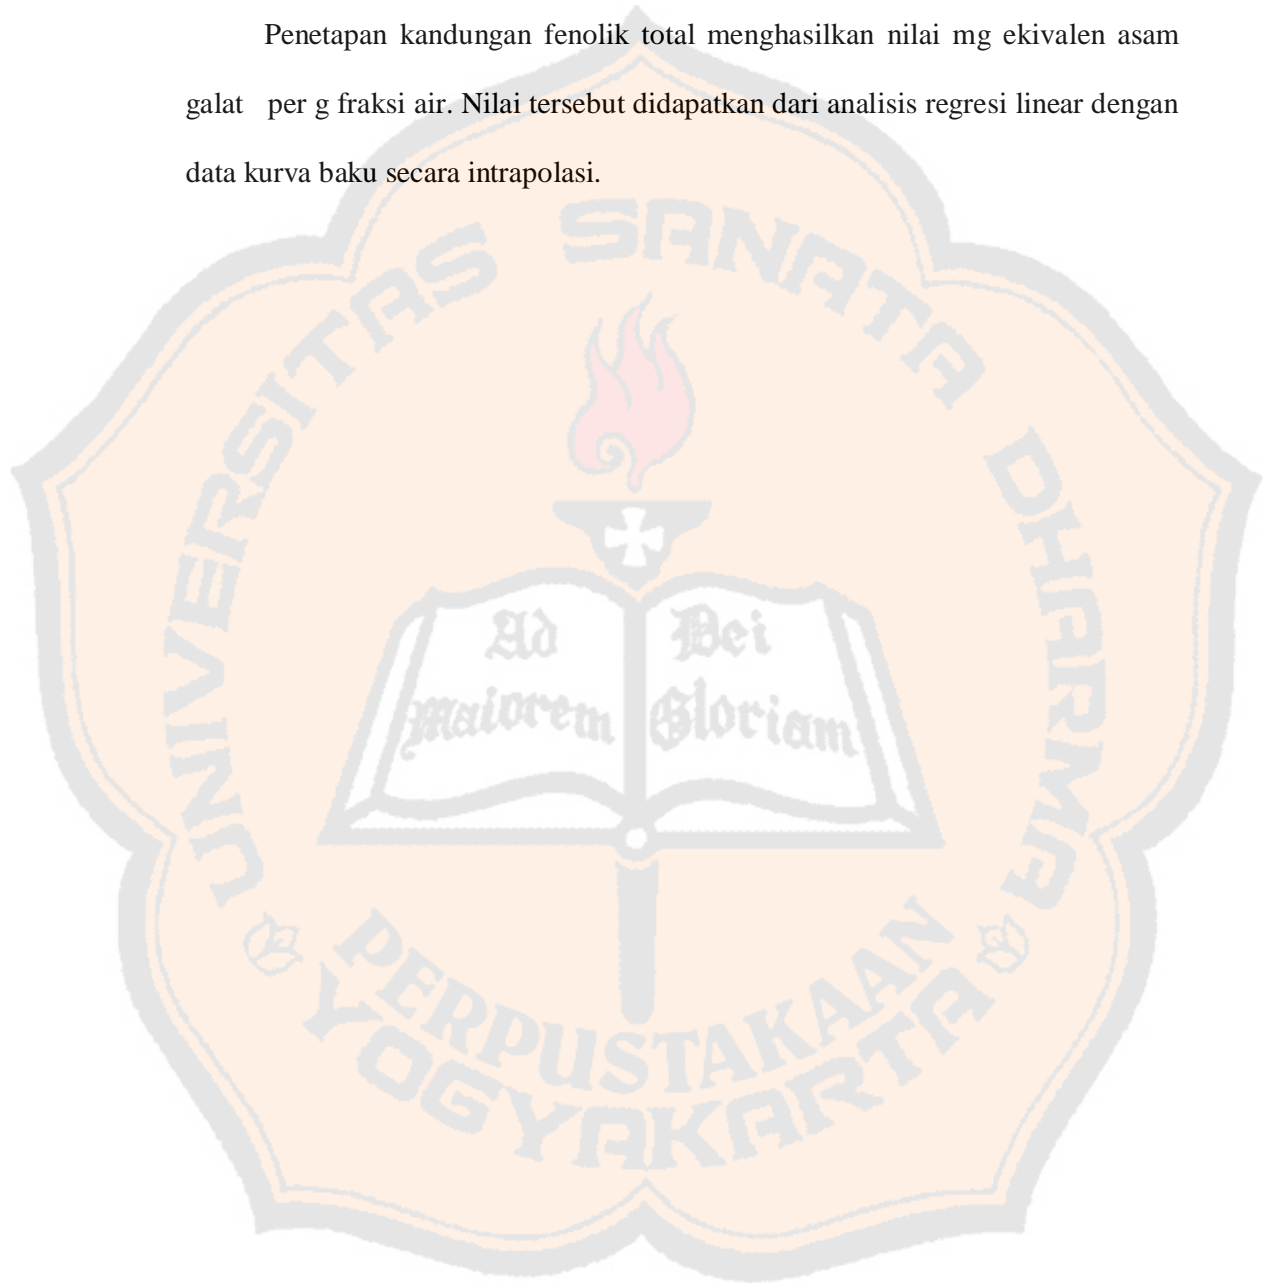 Penetapan kandungan fenolik total menghasilkan nilai mg ekivalen asam
galat per g fraksi air. Nilai tersebut didapatkan dari analisis regresi linear dengan
data kurva baku secara intrapolasi.
UNIVERSITAS SANATA DHARMA
Ad
maiorem
Dei
Gloriam
PERPUSTAKAAN
YOGYAKARTA